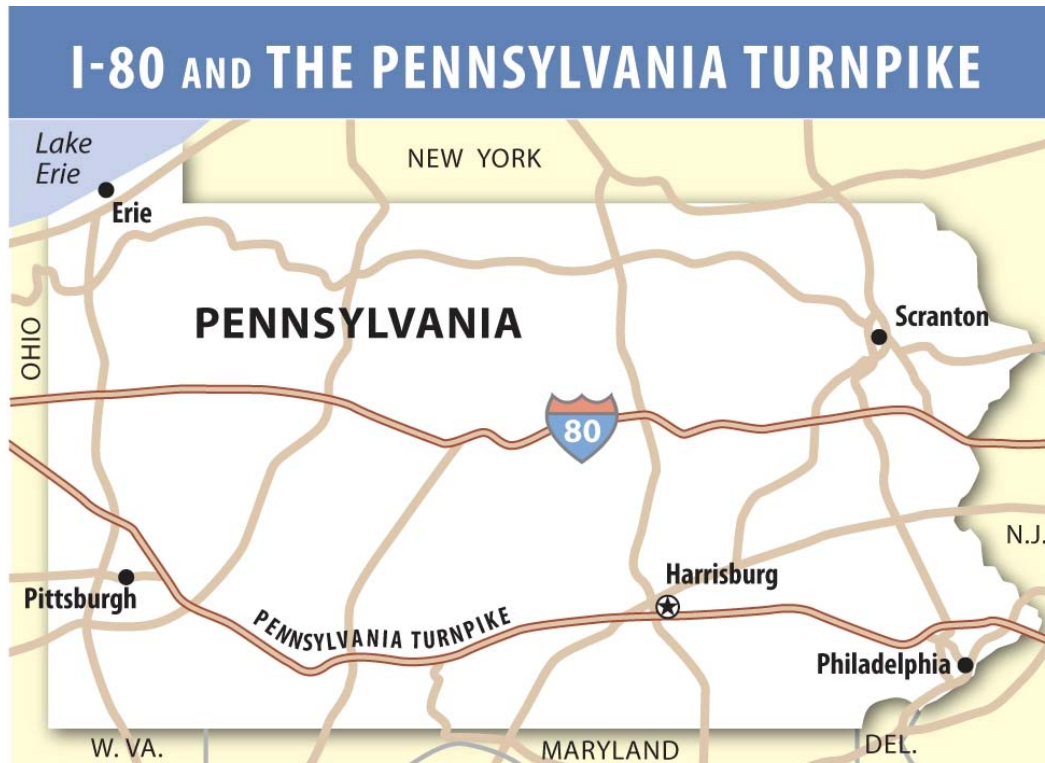 I-80 AND THE PENNSYLVANIA TURNPIKE
Lake
Erie
NEW YORK
Erie
PENNSYLVANIA
Scranton
OHIO
80
N.J.
Harrisburg
Pittsburgh
PENNSYLVANIA TURNPIKE
Philadelphia
W. VA.
MARYLAND
DEL.